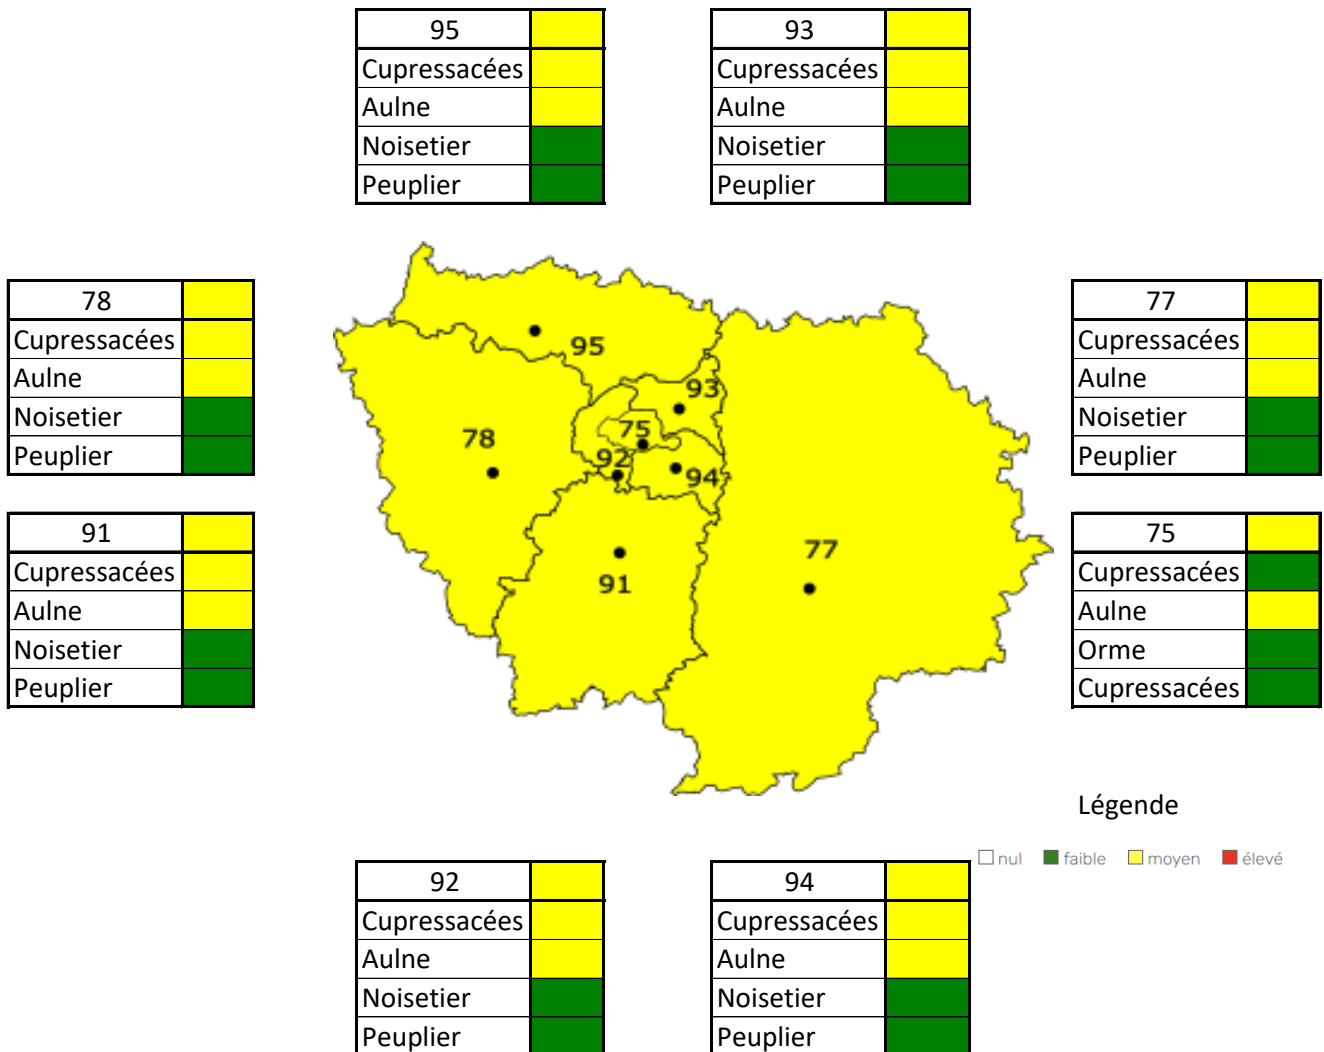 95
Cupressacées
Aulne
Noisetier
Peuplier
93
Cupressacées
Aulne
Noisetier
Peuplier
78
Cupressacées
Aulne
Noisetier
Peuplier
91
Cupressacées
Aulne
Noisetier
Peuplier
95
93
75
78
92
94
77
91
77
Cupressacées
Aulne
Noisetier
Peuplier
75
Cupressacées
Aulne
Orme
Cupressacées
Légende
nul faible moyen élevé
92
Cupressacées
Aulne
Noisetier
Peuplier
94
Cupressacées
Aulne
Noisetier
Peuplier